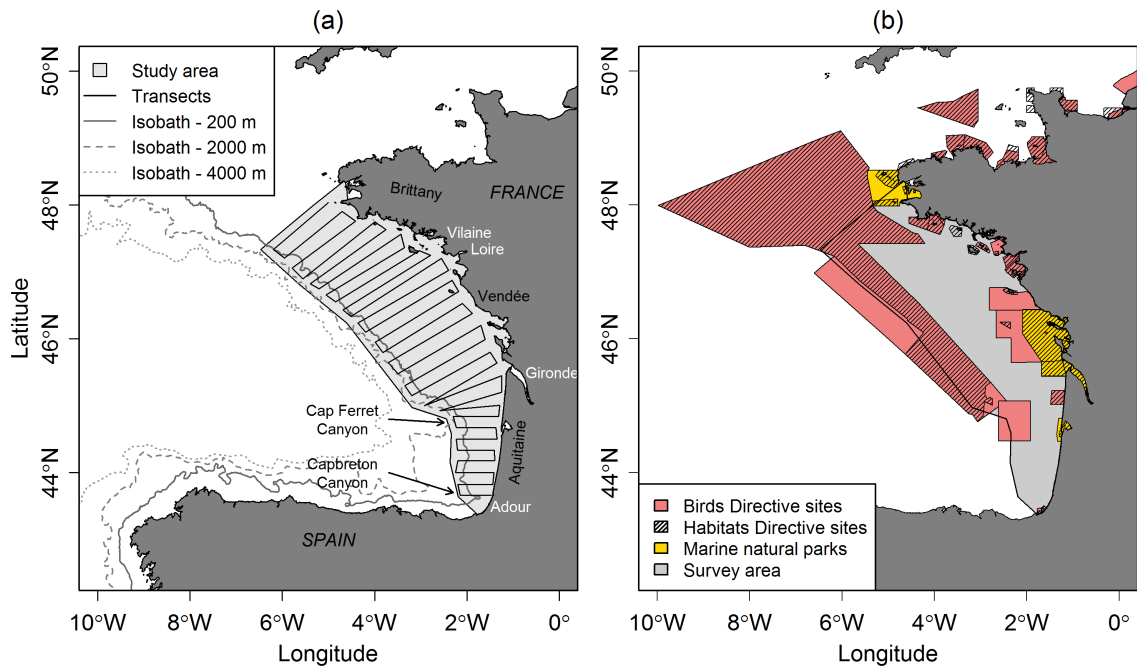 (a)
Study area
Transects
Isobath - 200 m
Isobath - 2000 m
Isobath - 4000 m
Brittany
FRANCE
Vilaine
Loire
Vendée
Gironde
Cap Ferret
Canyon
Aquitaine
Capbreton
Canyon
Adour
SPAIN
50°N
48°N
46°N
44°N
Latitude
10°W 8°W 6°W 4°W 2°W 0°
Longitude
(b)
50°N
48°N
46°N
44°N
Birds Directive sites
Habitats Directive sites
Marine natural parks
Survey area
10°W 8°W 6°W 4°W 2°W 0°
Longitude